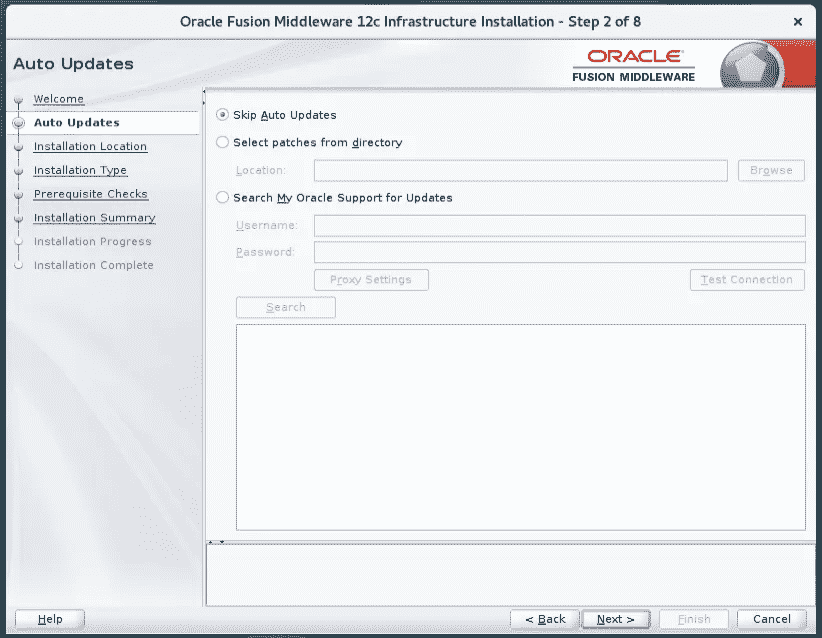 Oracle Fusion Middleware 12c Infrastructure Installation - Step 2 of 8
×
Auto Updates
ORACLE
FUSION MIDDLEWARE
Welcome
Auto Updates
Installation Location
Installation Type
Prerequisite Checks
Installation Summary
Installation Progress
Installation Complete
Skip Auto Updates
Select patches from directory
Location:
Browse
Search My Oracle Support for Updates
Username:
Password:
Proxy Settings
Test Connection
Search
Help
< Back
Next >
Finish
Cancel